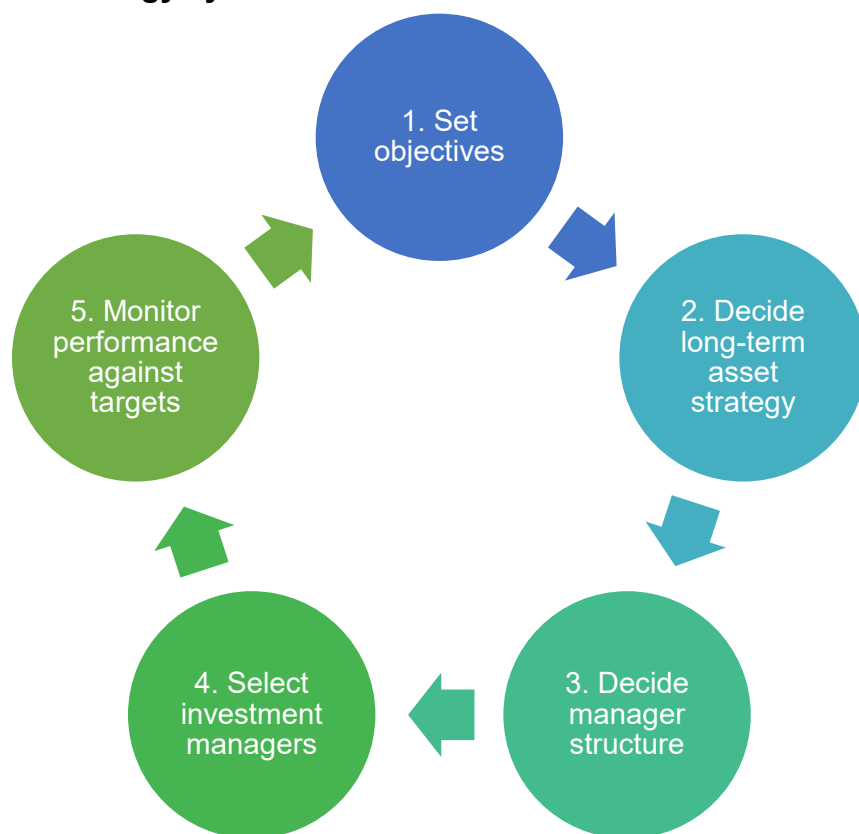 1. Set
objectives
2. Decide
long-term
asset
strategy
3. Decide
manager
structure
4. Select
investment
managers
5. Monitor
performance
against
targets